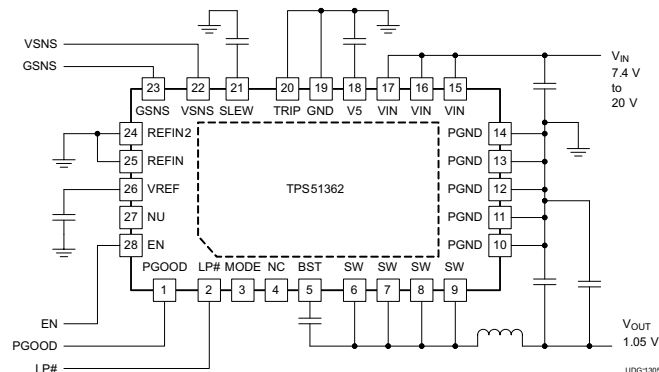 VSNS
GSNS
VIN
7.4 V
to
20 V
23 22 21 20 19 18 17 16 15
GSNS VSNS SLEW TRIP GND V5 VIN VIN VIN
24 REFIN2
25 REFIN
26 VREF
27 NU
28 EN
TPS51362
PGND 14
PGND 13
PGND 12
PGND 11
PGND 10
PGOOD LP# MODE NC BST SW SW SW SW
1 2 3 4 5 6 7 8 9
EN
PGOOD
LP#
VOUT
1.05 V